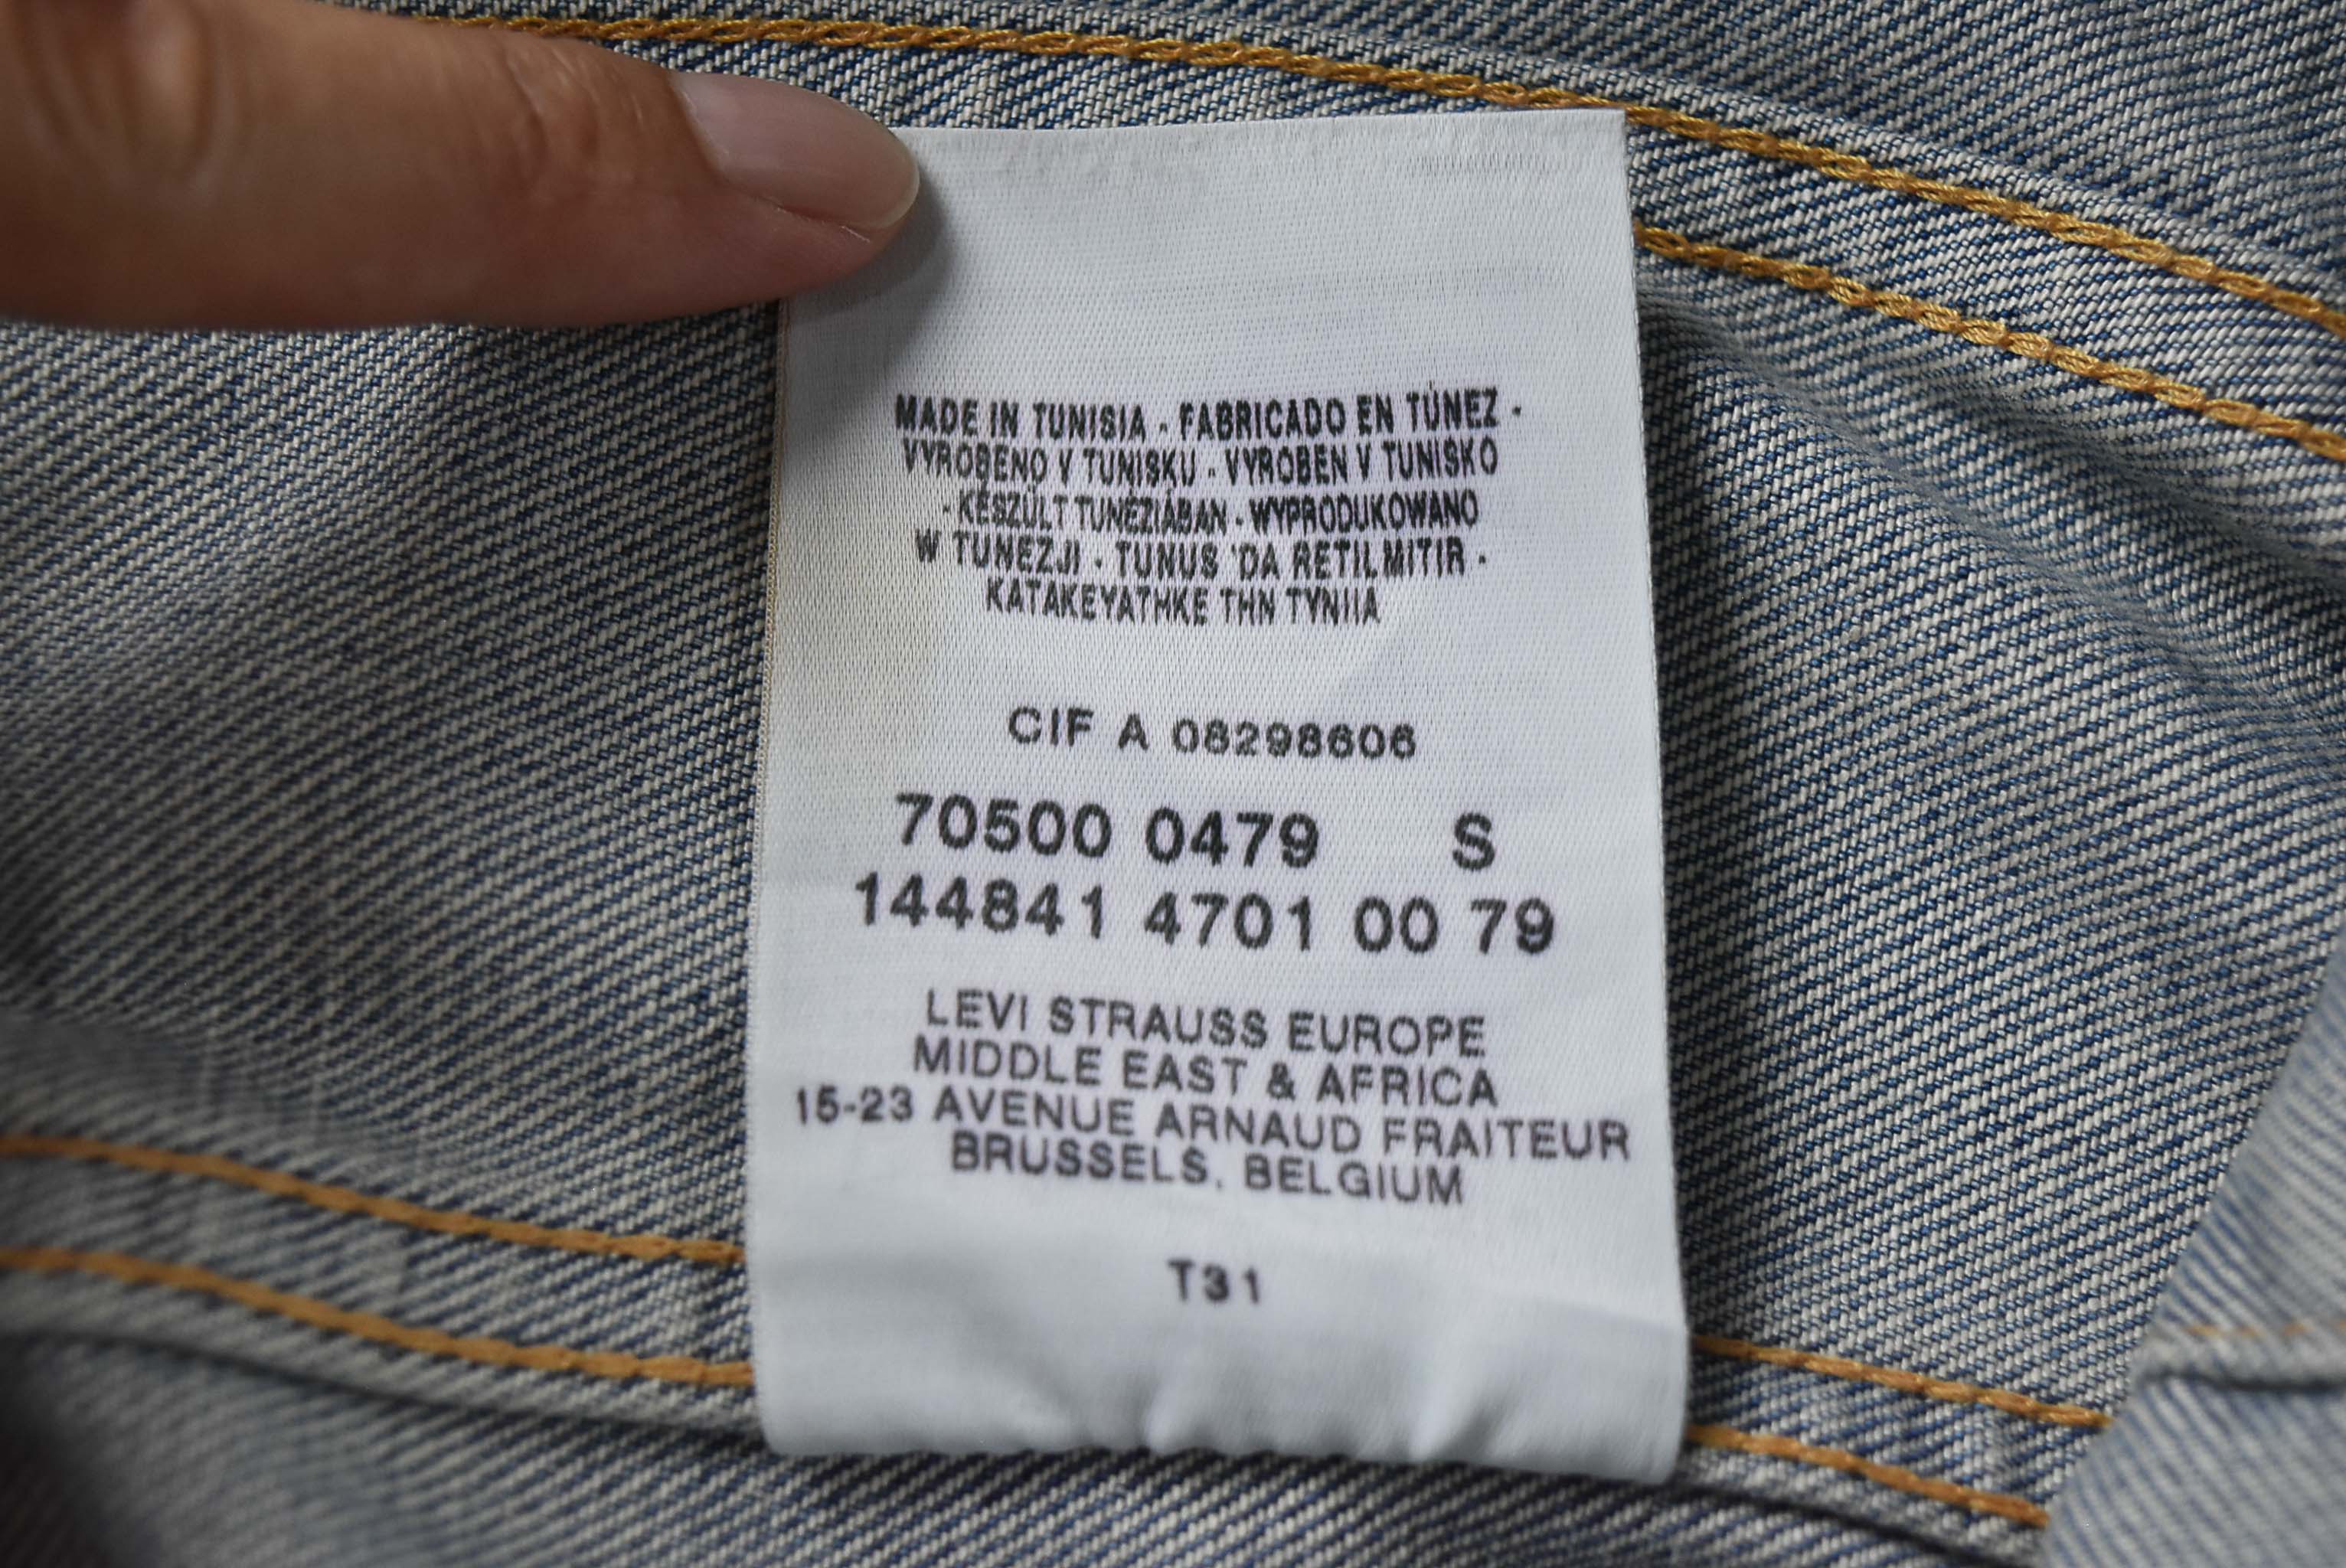 MADE IN TUNISIA - FABRICADO EN TÚNEZ -
VYROBENO V TUNISKU - VYROBEN V TUNISKO
- KÉSZÜLT TUNÉZIÁBAN - WYPRODUKOWANO
W TUNEZJI - TUNUS 'DA RETILMITIR -
KATAKEYATHKE THN TYNIIA
CIF A 08298606
70500 0479 S
144841 4701 00 79
LEVI STRAUSS EUROPE
MIDDLE EAST & AFRICA
15-23 AVENUE ARNAUD FRAITEUR
BRUSSELS, BELGIUM
T31